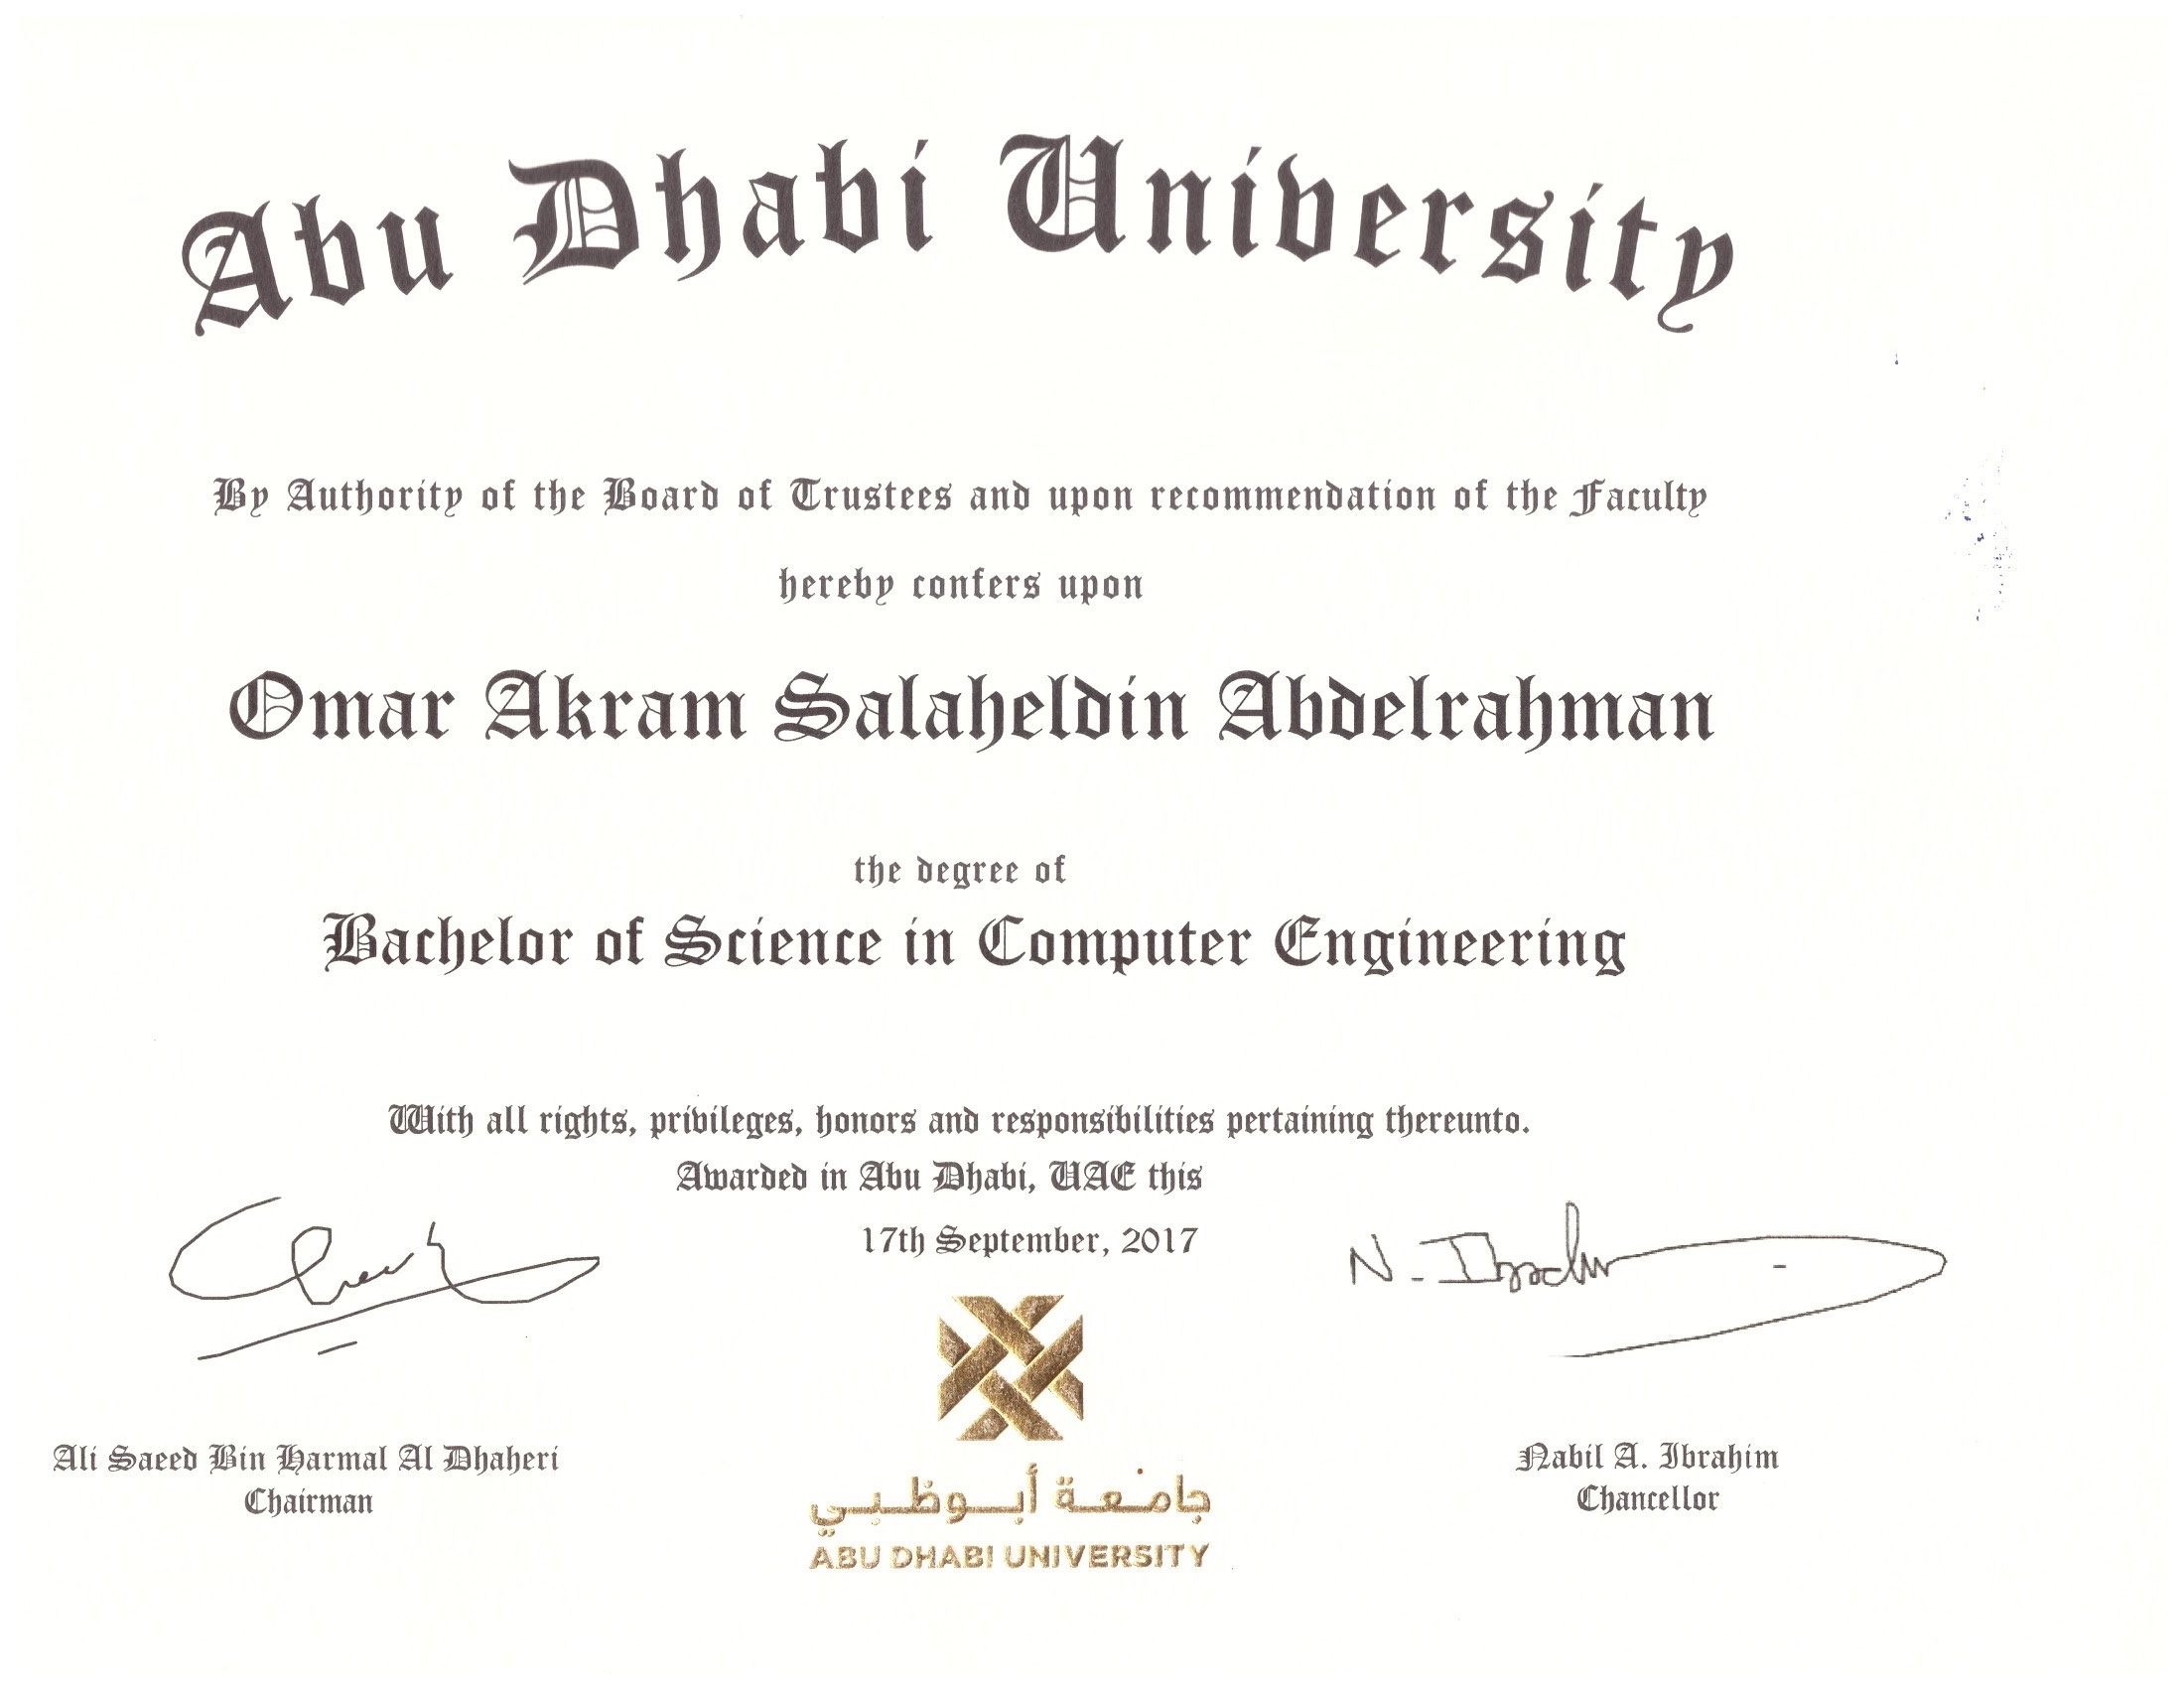 Abu Dhabi University
By Authority of the Board of Trustees and upon recommendation of the Faculty
hereby confers upon
Omar Akram Salaheldin Abdelrahman
the degree of
Bachelor of Science in Computer Engineering
With all rights, privileges, honors and responsibilities pertaining thereunto.
Awarded in Abu Dhabi, UAE this
17th September, 2017
Ali Saeed Bin Harmal Al Dhaheri
Chairman
N. Ibrahim
Nabil A. Ibrahim
Chancellor
جامعة أبوظبي
ABU DHABI UNIVERSITY